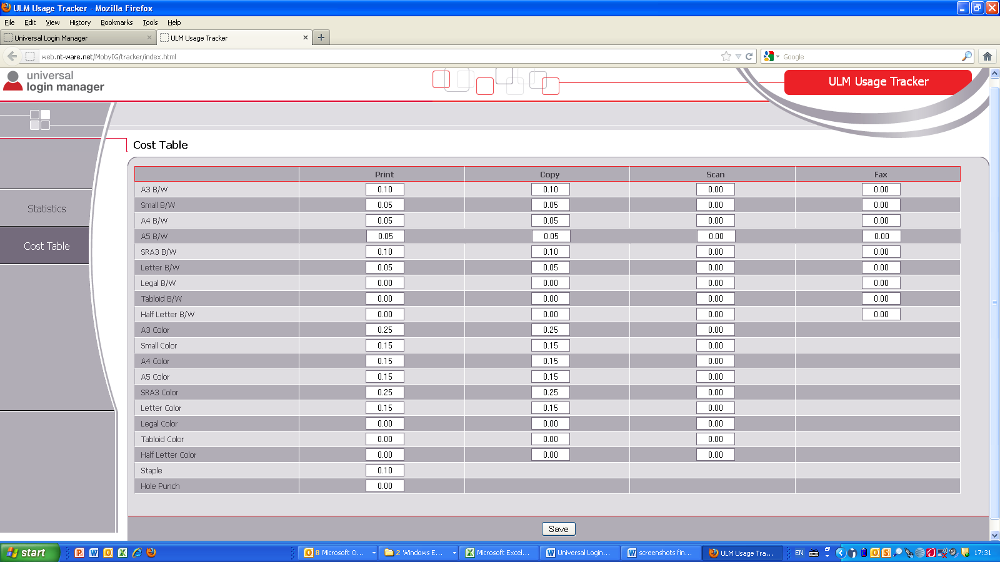 ULM Usage Tracker - Mozilla Firefox
File Edit View History Bookmarks Tools Help
Universal Login Manager
ULM Usage Tracker
web.nt-ware.net/MobyIG/tracker/index.html
Google
universal
login manager
ULM Usage Tracker
Statistics
Cost Table
Cost Table
Print Copy Scan Fax
A3 B/W 0.10 0.10 0.00 0.00
Small B/W 0.05 0.05 0.00 0.00
A4 B/W 0.05 0.05 0.00 0.00
A5 B/W 0.05 0.05 0.00 0.00
SRA3 B/W 0.10 0.10 0.00 0.00
Letter B/W 0.05 0.05 0.00 0.00
Legal B/W 0.00 0.00 0.00 0.00
Tabloid B/W 0.00 0.00 0.00 0.00
Half Letter B/W 0.00 0.00 0.00 0.00
A3 Color 0.25 0.25 0.00
Small Color 0.15 0.15 0.00
A4 Color 0.15 0.15 0.00
A5 Color 0.15 0.15 0.00
SRA3 Color 0.25 0.25 0.00
Letter Color 0.15 0.15 0.00
Legal Color 0.00 0.00 0.00
Tabloid Color 0.00 0.00 0.00
Half Letter Color 0.00 0.00 0.00
Staple 0.10
Hole Punch 0.00
Save
start
8 Microsoft O...
2 Windows E...
Microsoft Excel...
Universal Login...
screenshots fin...
ULM Usage Tra...
EN
17:31